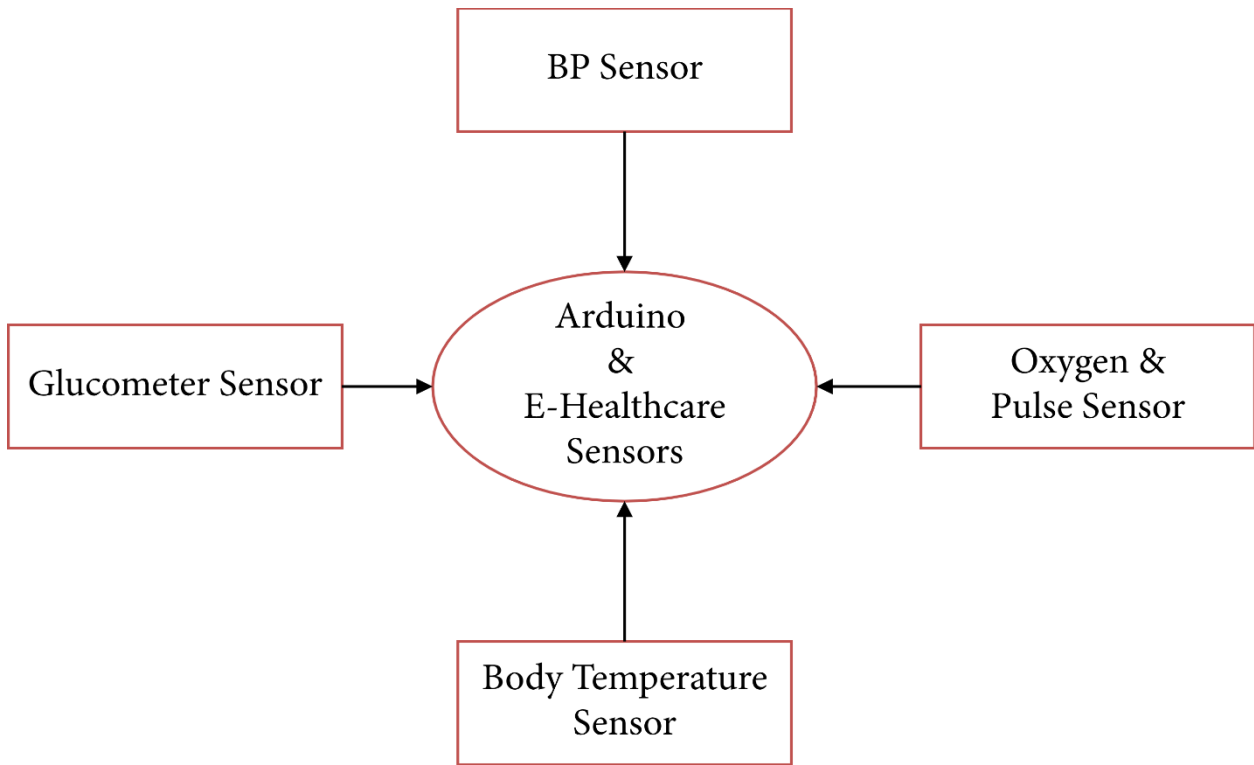 BP Sensor
Arduino
&
E-Healthcare
Sensors
Glucometer Sensor
Oxygen &
Pulse Sensor
Body Temperature
Sensor